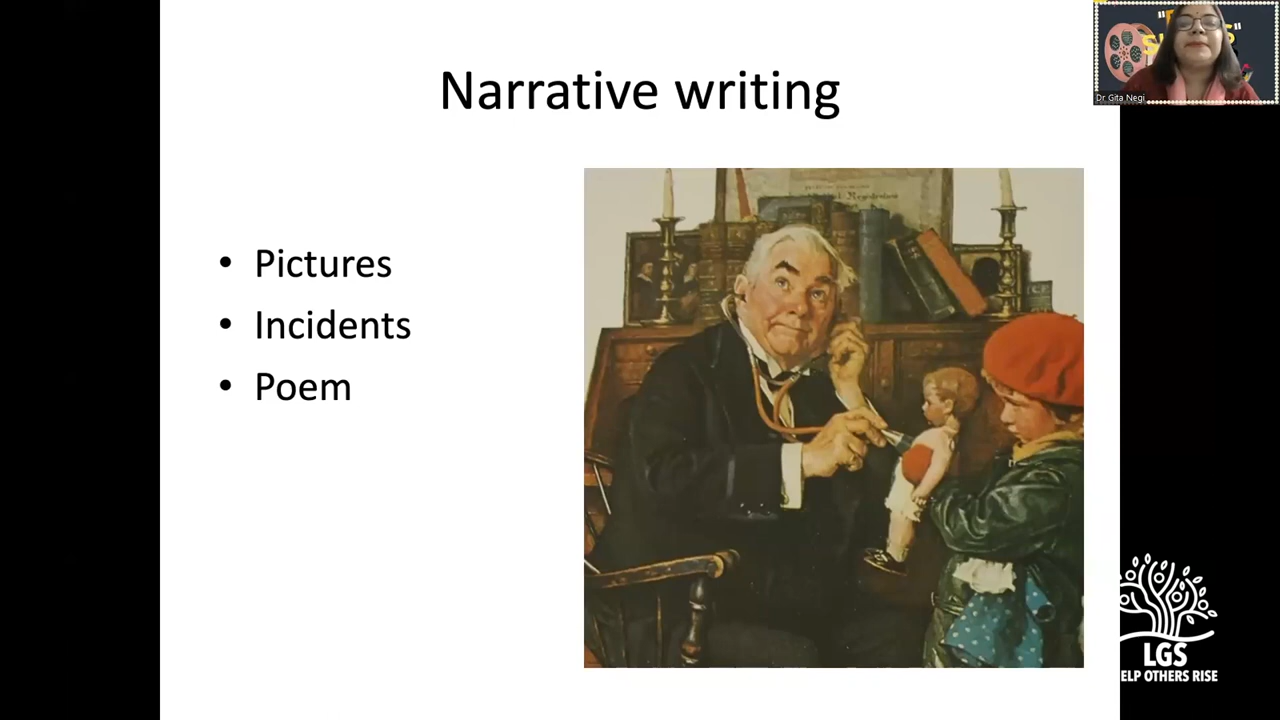 Narrative writing
• Pictures
• Incidents
• Poem
Dr Gita Negi
LGS
ELP OTHERS RISE